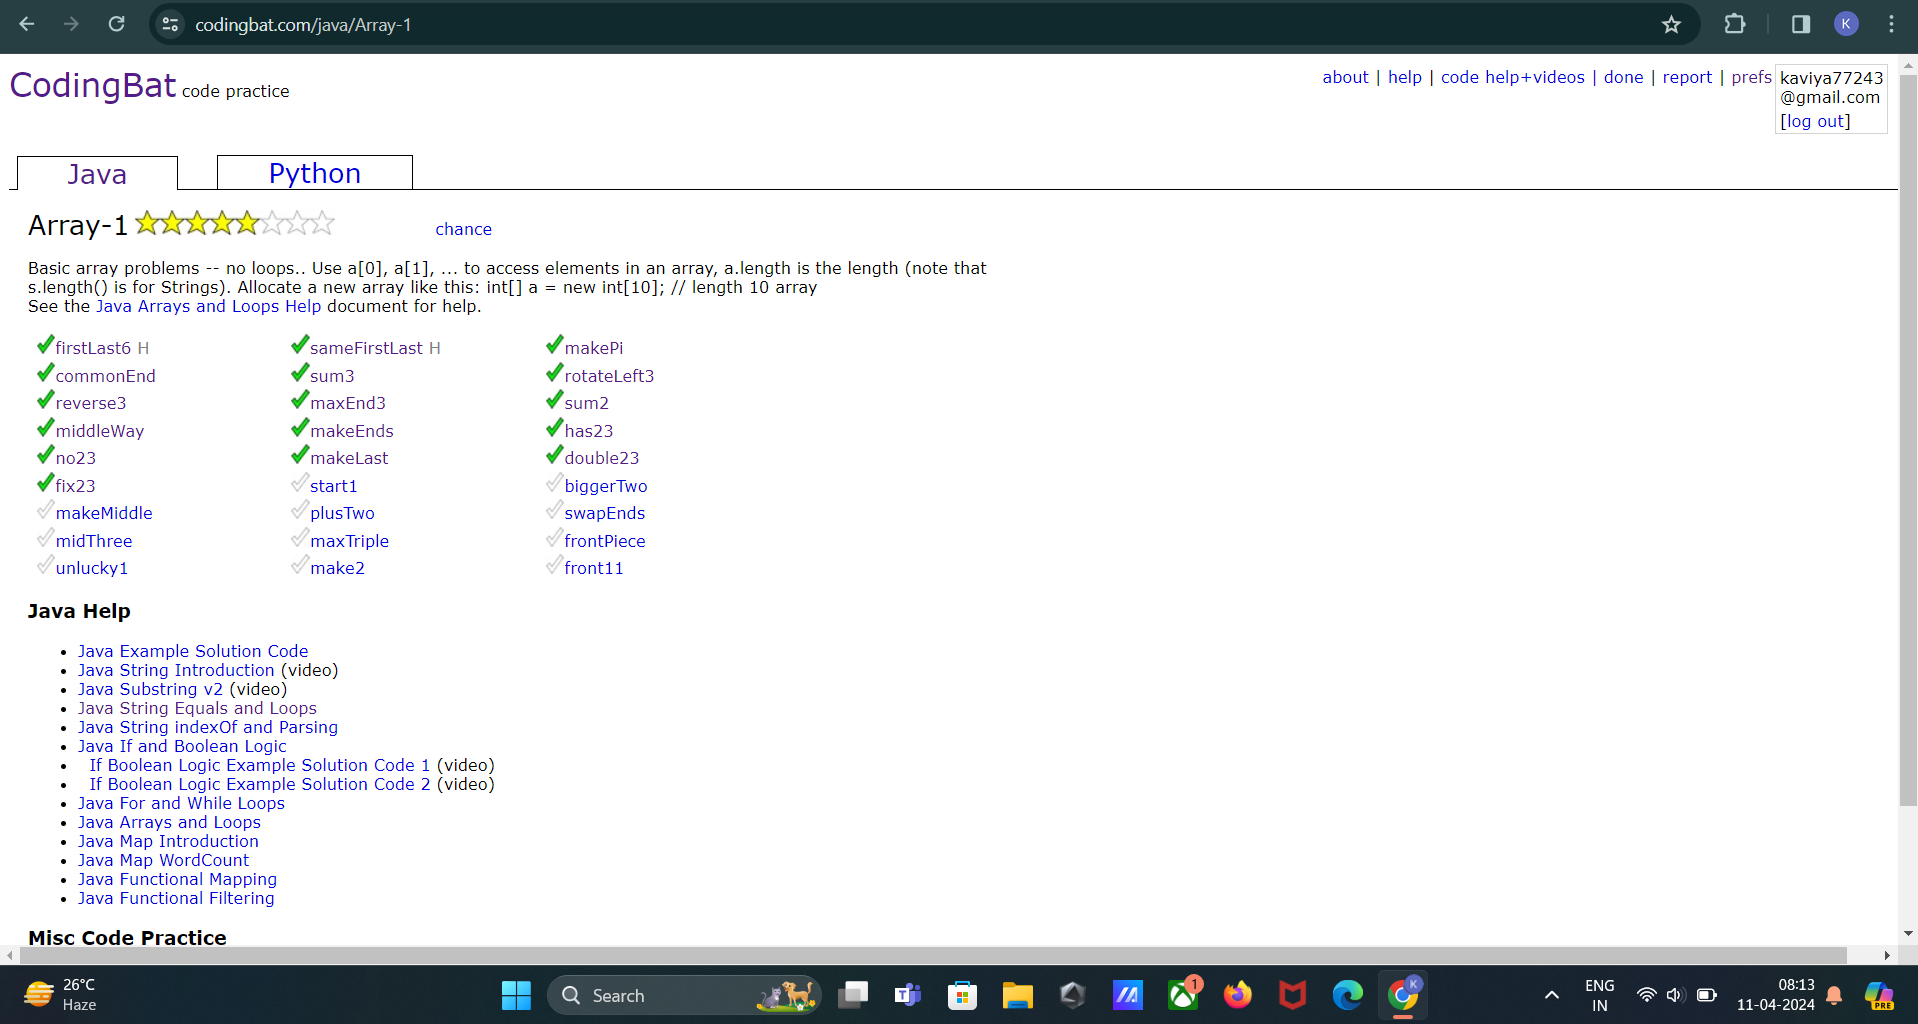 codingbat.com/java/Array-1
K
CodingBat code practice
about | help | code help+videos | done | report | prefs
kaviya77243
@gmail.com
[log out]
Java
Python
Array-1
chance
Basic array problems -- no loops.. Use a[0], a[1], ... to access elements in an array, a.length is the length (note that
s.length() is for Strings). Allocate a new array like this: int[] a = new int[10]; // length 10 array
See the Java Arrays and Loops Help document for help.
firstLast6 H
sameFirstLast H
makePi
commonEnd
sum3
rotateLeft3
reverse3
maxEnd3
sum2
middleWay
makeEnds
has23
no23
makeLast
double23
fix23
start1
biggerTwo
makeMiddle
plusTwo
swapEnds
midThree
maxTriple
frontPiece
unlucky1
make2
front11
Java Help
Java Example Solution Code
Java String Introduction (video)
Java Substring v2 (video)
Java String Equals and Loops
Java String indexOf and Parsing
Java If and Boolean Logic
If Boolean Logic Example Solution Code 1 (video)
If Boolean Logic Example Solution Code 2 (video)
Java For and While Loops
Java Arrays and Loops
Java Map Introduction
Java Map WordCount
Java Functional Mapping
Java Functional Filtering
Misc Code Practice
26°C
Haze
Search
1
K
ENG
IN
08:13
11-04-2024
PRE